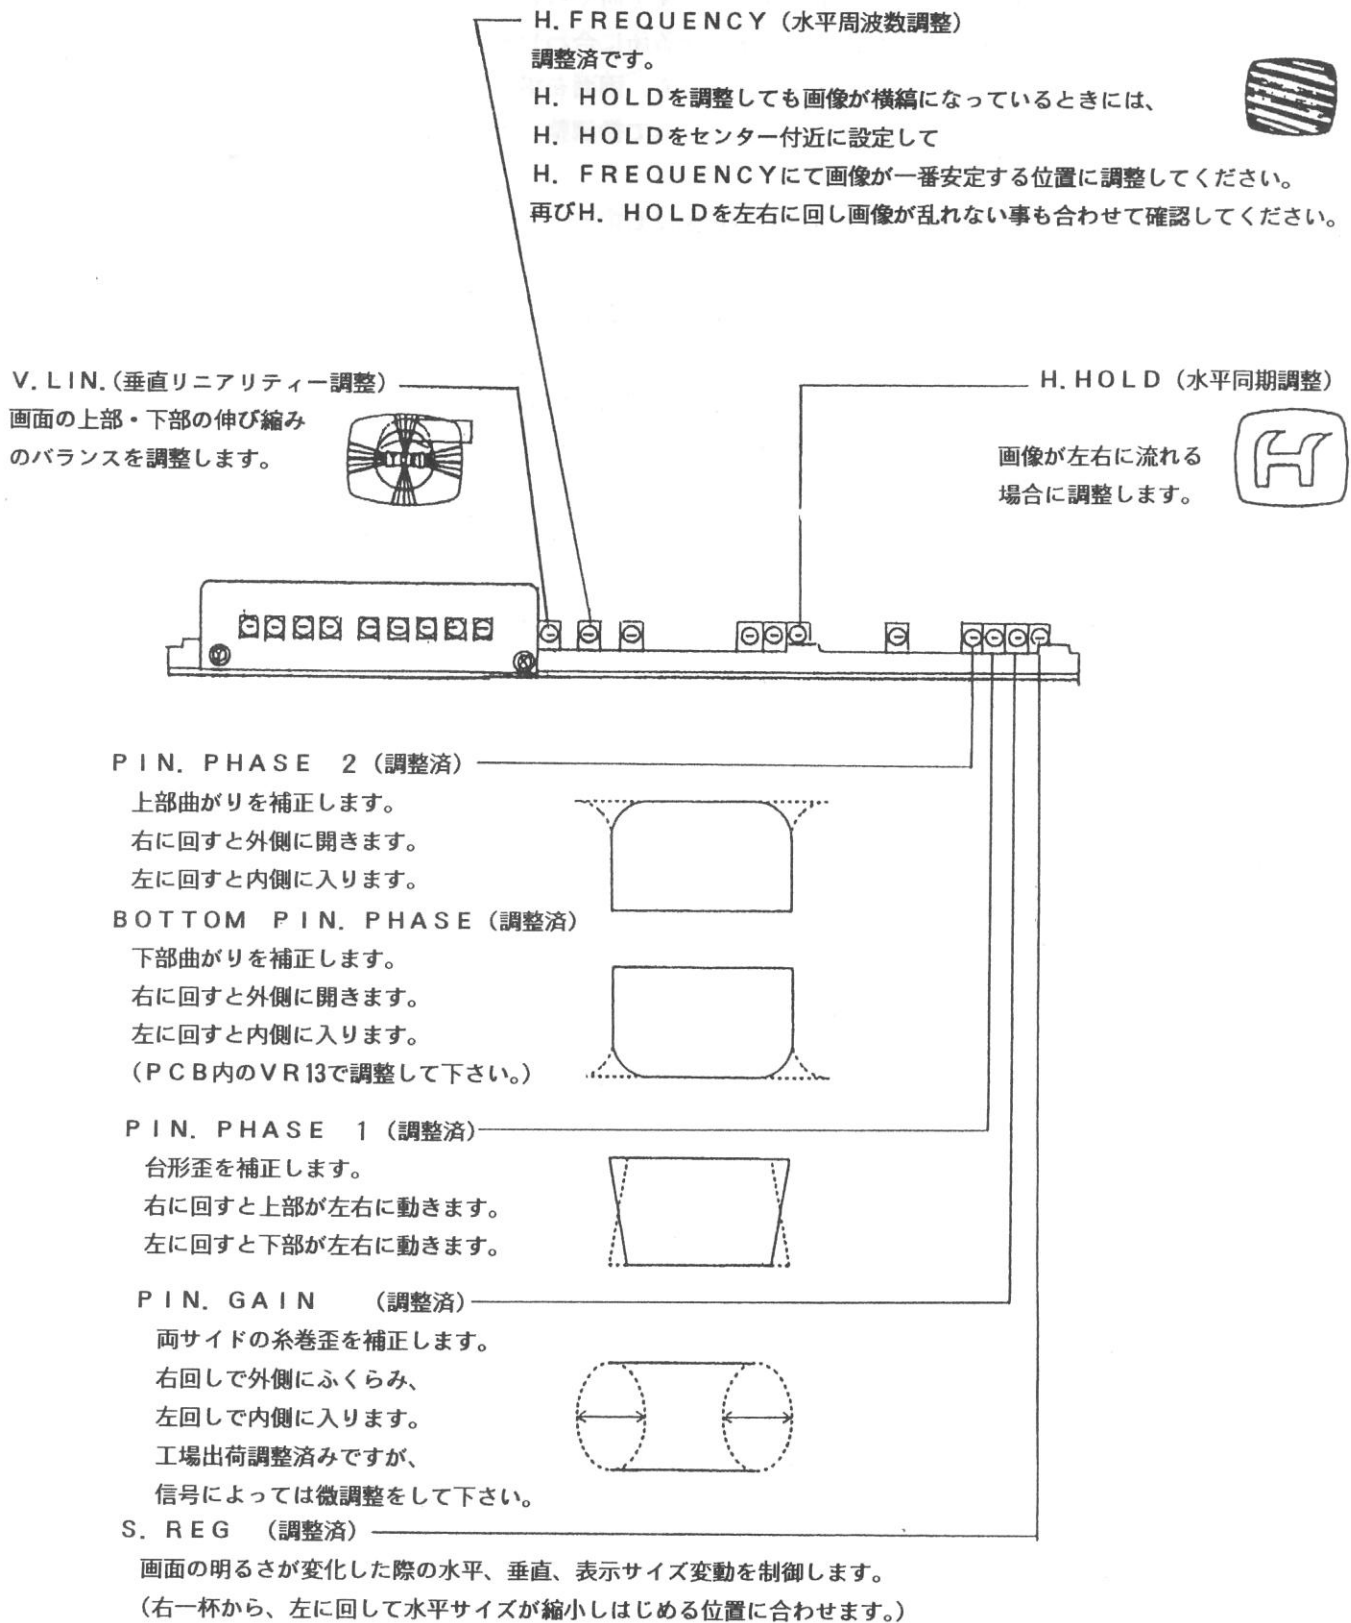 H. FREQUENCY (水平周波数調整)
調整済です。
H. HOLDを調整しても画像が横縞になっているときには、
H. HOLDをセンター付近に設定して
H. FREQUENCYにて画像が一番安定する位置に調整してください。
再びH. HOLDを左右に回し画像が乱れない事も合わせて確認してください。
V. LIN. (垂直リニアリティー調整)
画面の上部・下部の伸び縮み
のバランスを調整します。
H. HOLD (水平同期調整)
画像が左右に流れる
場合に調整します。
PIN. PHASE 2 (調整済)
上部曲がりを補正します。
右に回すと外側に開きます。
左に回すと内側に入ります。
BOTTOM PIN. PHASE (調整済)
下部曲がりを補正します。
右に回すと外側に開きます。
左に回すと内側に入ります。
(PCB内のVR13で調整して下さい。)
PIN. PHASE 1 (調整済)
台形歪を補正します。
右に回すと上部が左右に動きます。
左に回すと下部が左右に動きます。
PIN. GAIN (調整済)
両サイドの糸巻歪を補正します。
右回しで外側にふくらみ、
左回しで内側に入ります。
工場出荷調整済みですが、
信号によっては微調整をして下さい。
S. REG (調整済)
画面の明るさが変化した際の水平、垂直、表示サイズ変動を制御します。
(右一杯から、左に回して水平サイズが縮小しはじめる位置に合わせます。)